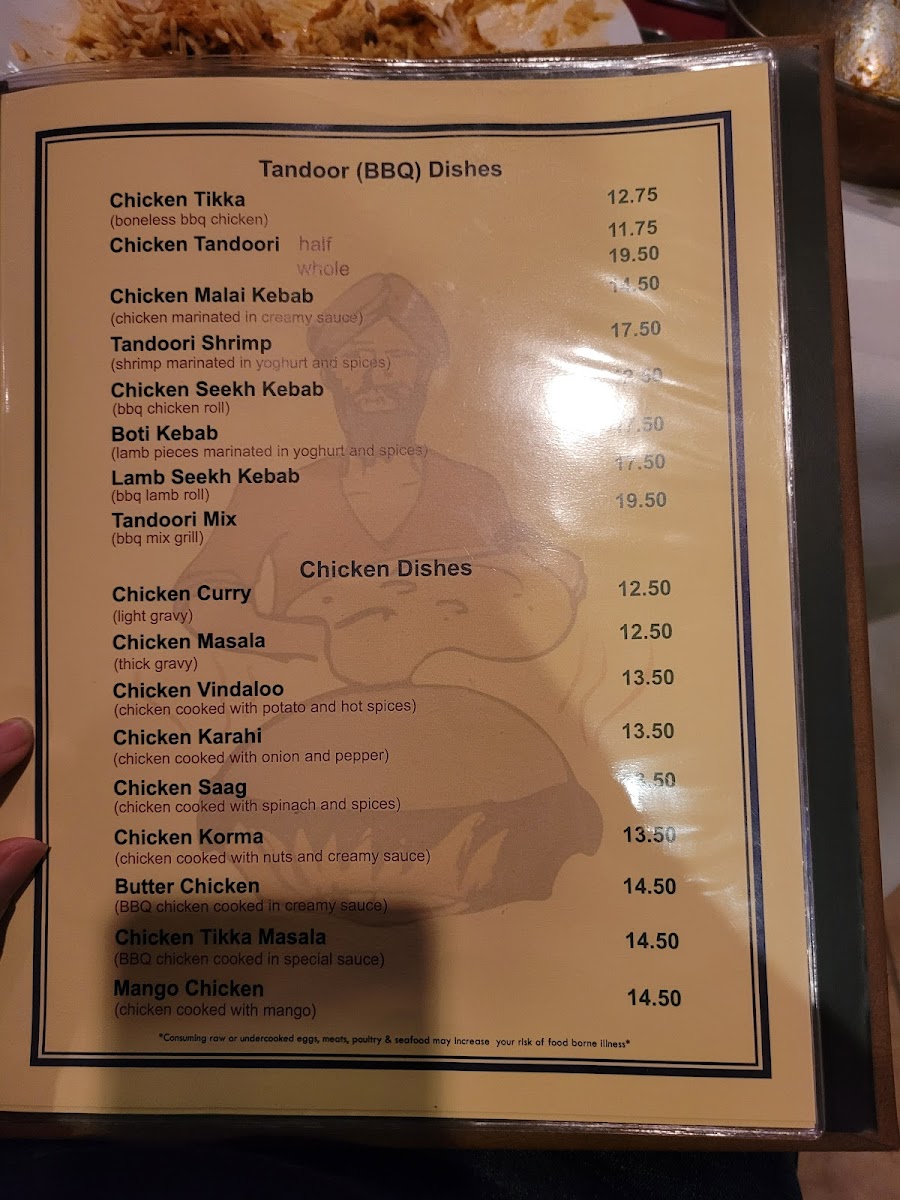 Tandoor (BBQ) Dishes
Chicken Tikka 12.75
(boneless bbq chicken)
Chicken Tandoori half 11.75
whole 19.50
Chicken Malai Kebab 14.50
(chicken marinated in creamy sauce)
Tandoori Shrimp 17.50
(shrimp marinated in yoghurt and spices)
Chicken Seekh Kebab
(bbq chicken roll)
Boti Kebab 17.50
(lamb pieces marinated in yoghurt and spices)
Lamb Seekh Kebab 17.50
(bbq lamb roll)
Tandoori Mix 19.50
(bbq mix grill)
Chicken Dishes
Chicken Curry 12.50
(light gravy)
Chicken Masala 12.50
(thick gravy)
Chicken Vindaloo 13.50
(chicken cooked with potato and hot spices)
Chicken Karahi 13.50
(chicken cooked with onion and pepper)
Chicken Saag
(chicken cooked with spinach and spices)
Chicken Korma 13.50
(chicken cooked with nuts and creamy sauce)
Butter Chicken 14.50
(BBQ chicken cooked in creamy sauce)
Chicken Tikka Masala 14.50
(BBQ chicken cooked in special sauce)
Mango Chicken 14.50
(chicken cooked with mango)
*Consuming raw or undercooked eggs, meats, poultry & seafood may increase your risk of food borne illness*